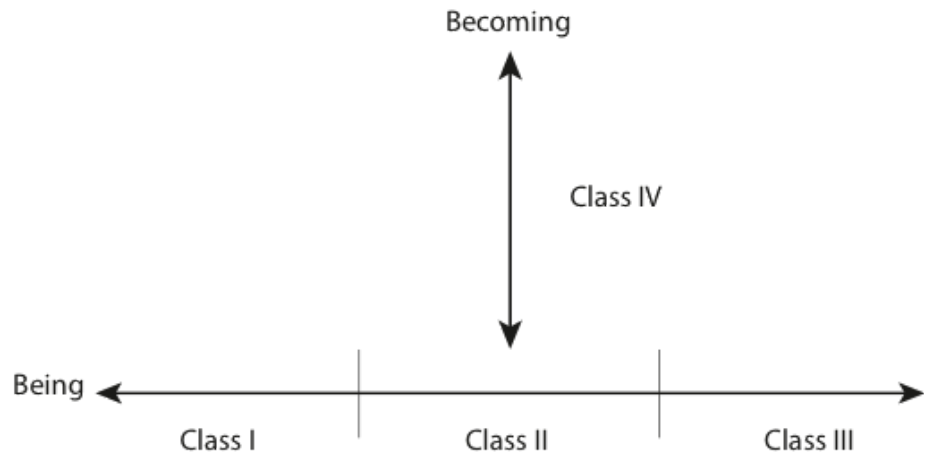 Becoming
Class IV
Being
Class I
Class II
Class III